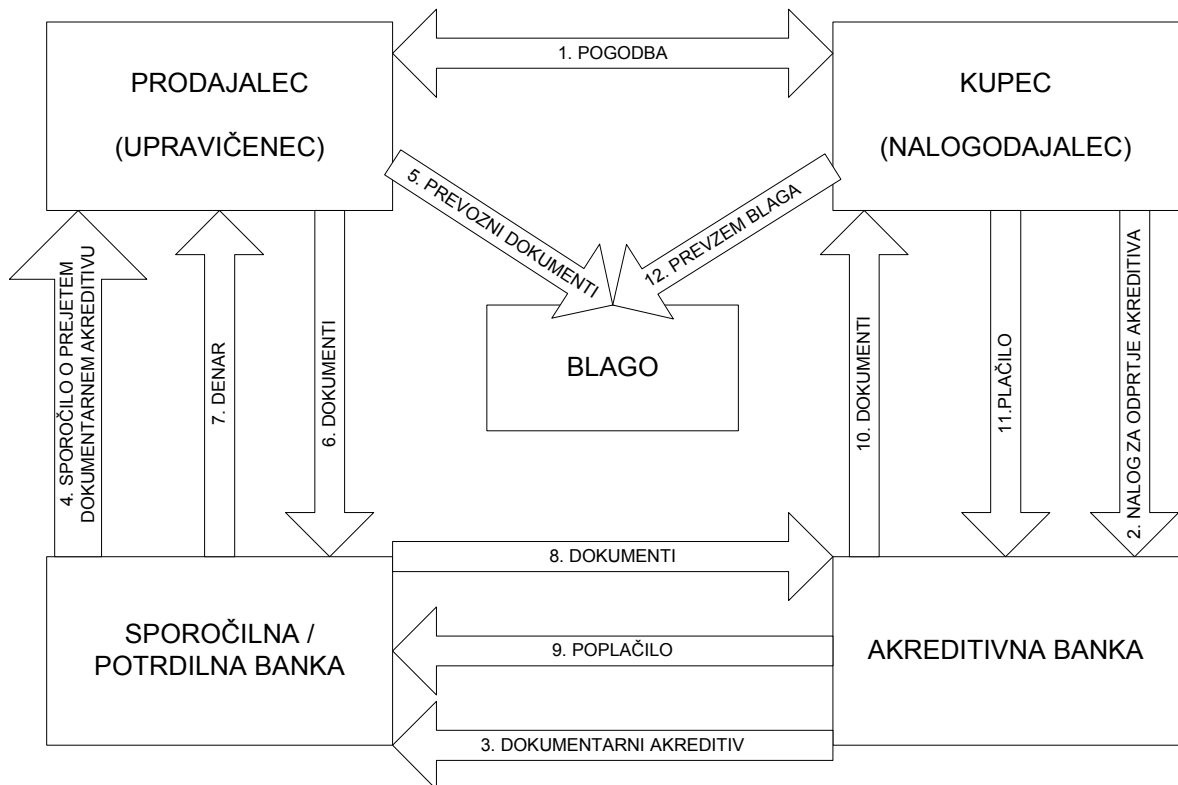 1. POGODBA
PRODAJALEC
(UPRAVIČENEC)
KUPEC
(NALOGODAJALEC)
5. PREVOZNI DOKUMENTI
12. PREVZEM BLAGA
BLAGO
4. SPOROČILO O PREJETEM
DOKUMENTARNEM AKREDITIVU
7. DENAR
6. DOKUMENTI
10. DOKUMENTI
11.PLAČILO
2. NALOG ZA ODPRTJE AKREDITIVA
8. DOKUMENTI
SPOROČILNA /
POTRDILNA BANKA
9. POPLAČILO
AKREDITIVNA BANKA
3. DOKUMENTARNI AKREDITIV